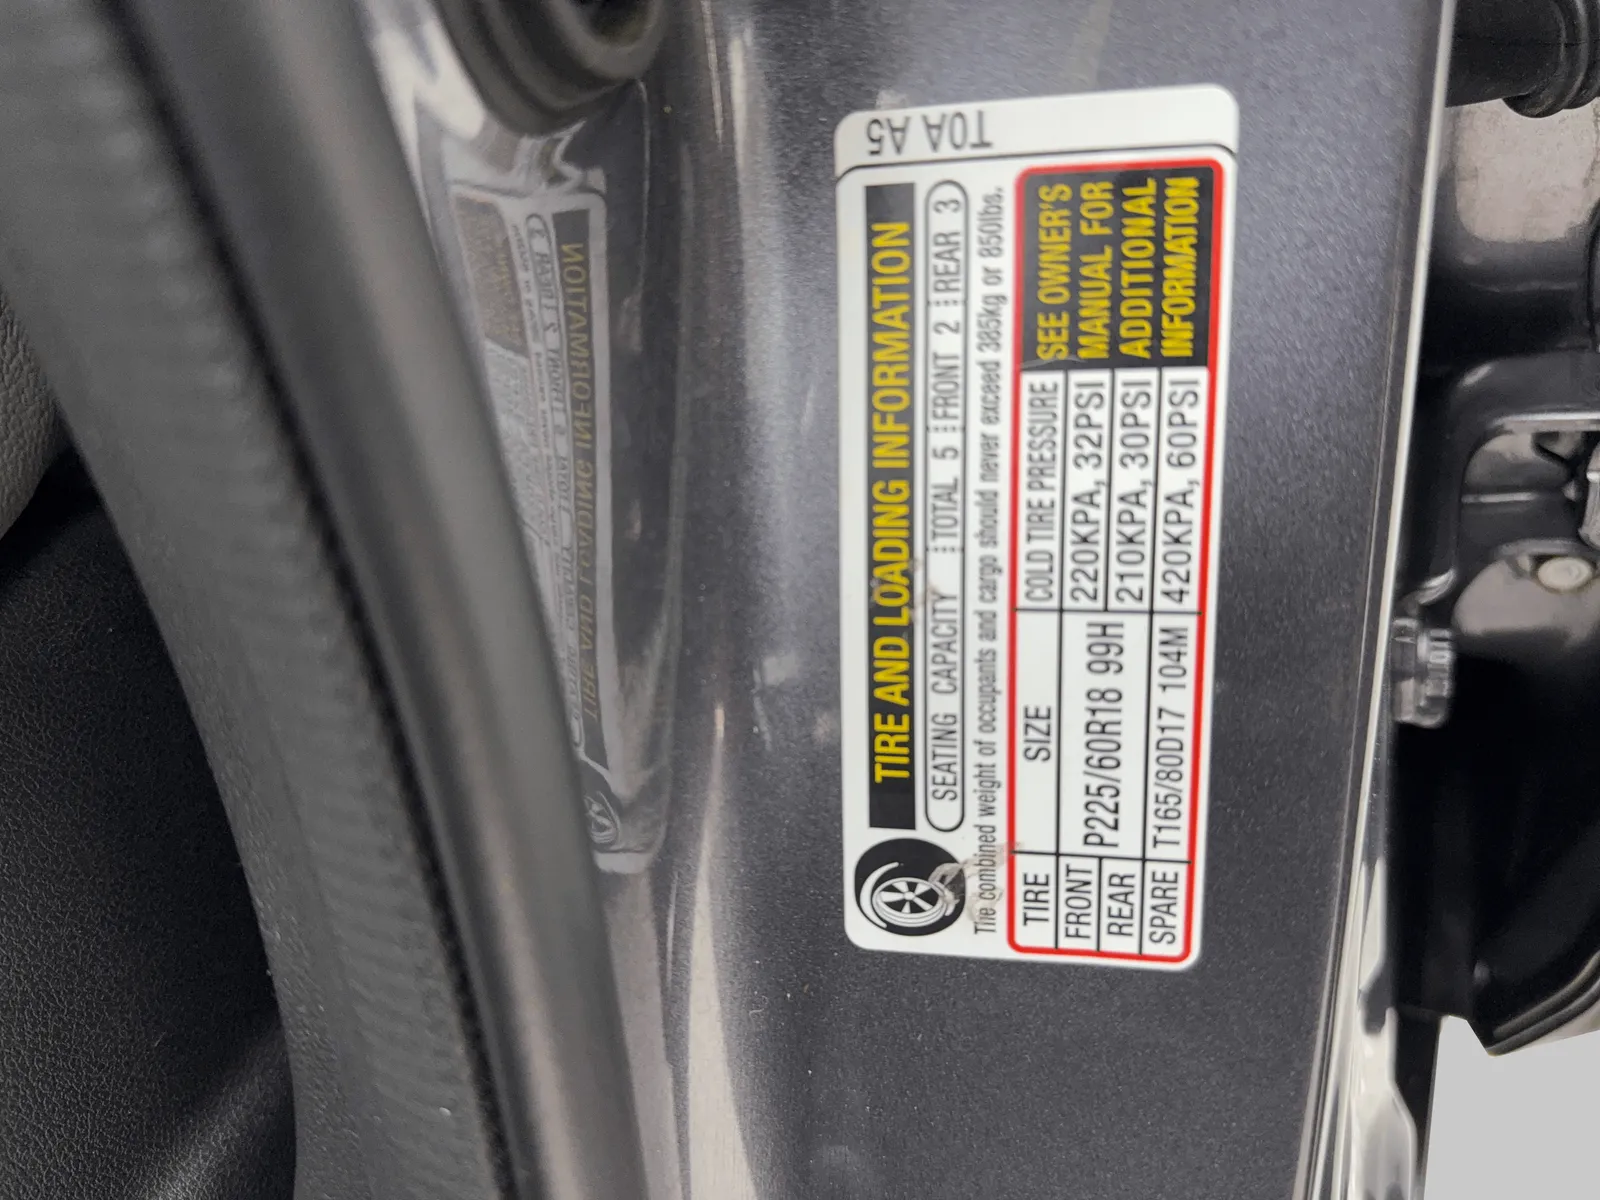 T0A A5
TIRE AND LOADING INFORMATION
SEATING CAPACITY TOTAL 5 FRONT 2 REAR 3
The combined weight of occupants and cargo should never exceed 385kg or 850lbs.
TIRE SIZE COLD TIRE PRESSURE
FRONT P225/60R18 99H 220KPA, 32PSI
REAR 210KPA, 30PSI
SPARE T165/80D17 104M 420KPA, 60PSI
SEE OWNER'S
MANUAL FOR
ADDITIONAL
INFORMATION